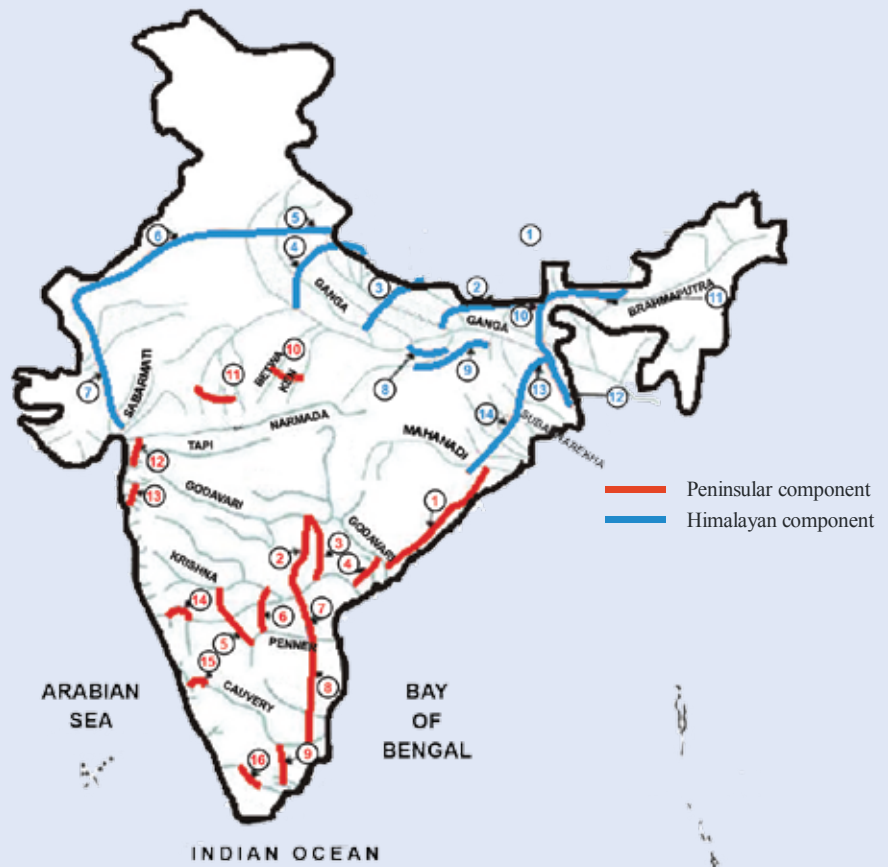 5
1
6
4
3
2
GANGA
GANGA
10
BRAHMAPUTRA
11
10
BETWA
KEN
11
7
SABARMATI
8
9
13
12
NARMADA
14
SUBARNAREKHA
MAHANADI
TAPI
12
13
GODAVARI
1
Peninsular component
Himalayan component
GODAVARI
2
3
4
KRISHNA
14
6
7
5
PENNER
15
8
CAUVERY
ARABIAN
SEA
BAY
OF
BENGAL
16
9
INDIAN OCEAN